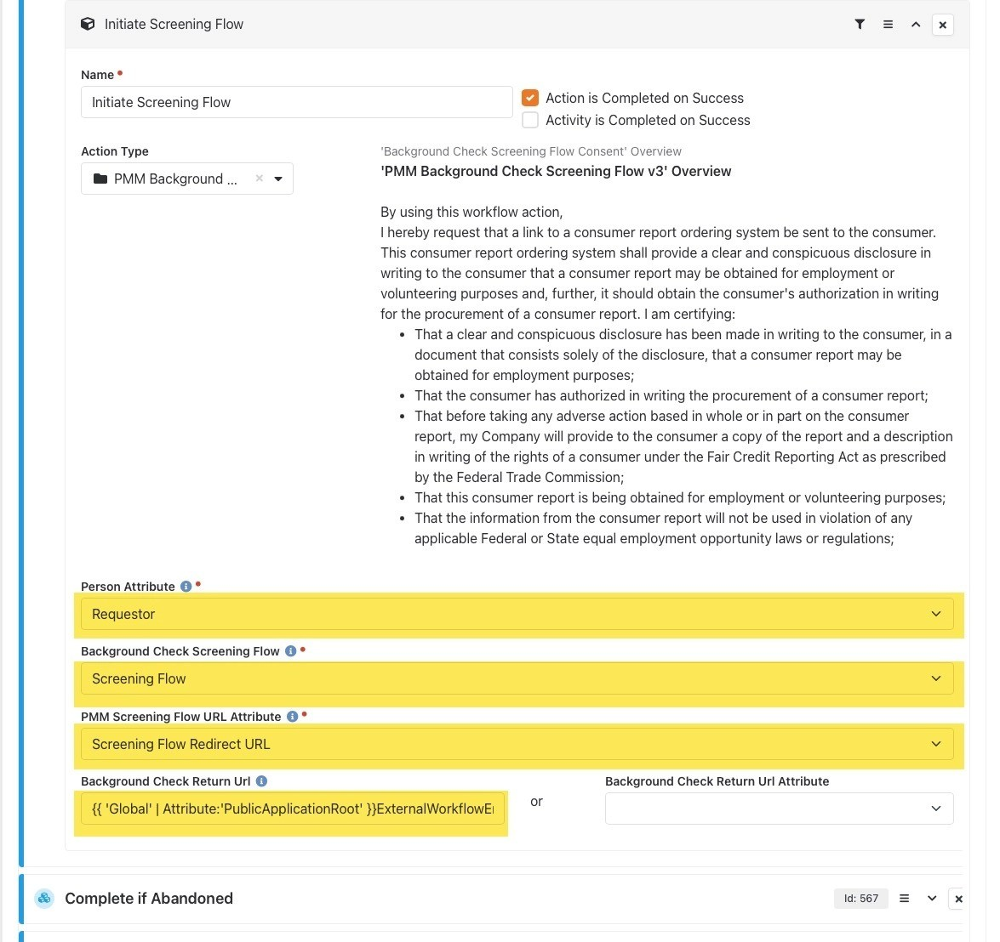 Initiate Screening Flow
Name
Initiate Screening Flow
Action is Completed on Success
Activity is Completed on Success
Action Type
PMM Background ...
'Background Check Screening Flow Consent' Overview
'PMM Background Check Screening Flow v3' Overview
By using this workflow action,
I hereby request that a link to a consumer report ordering system be sent to the consumer.
This consumer report ordering system shall provide a clear and conspicuous disclosure in
writing to the consumer that a consumer report may be obtained for employment or
volunteering purposes and, further, it should obtain the consumer's authorization in writing
for the procurement of a consumer report. I am certifying:
• That a clear and conspicuous disclosure has been made in writing to the consumer, in a
document that consists solely of the disclosure, that a consumer report may be
obtained for employment purposes;
• That the consumer has authorized in writing the procurement of a consumer report;
• That before taking any adverse action based in whole or in part on the consumer
report, my Company will provide to the consumer a copy of the report and a description
in writing of the rights of a consumer under the Fair Credit Reporting Act as prescribed
by the Federal Trade Commission;
• That this consumer report is being obtained for employment or volunteering purposes;
• That the information from the consumer report will not be used in violation of any
applicable Federal or State equal employment opportunity laws or regulations;
Person Attribute
Requestor
Background Check Screening Flow
Screening Flow
PMM Screening Flow URL Attribute
Screening Flow Redirect URL
Background Check Return Url
{{ 'Global' | Attribute:'PublicApplicationRoot' }}ExternalWorkflowE
or
Background Check Return Url Attribute
Complete if Abandoned
Id: 567